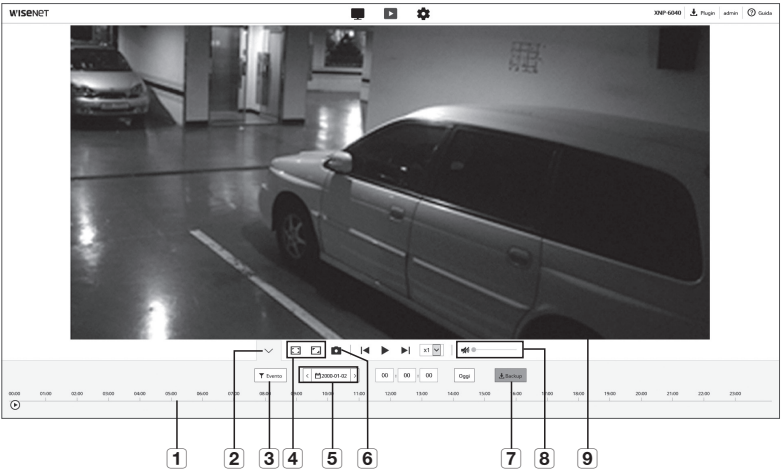 WISENET
XNP-6040 Plugin admin Guida
x1
Evento 2000-01-02 00 : 00 : 00 Oggi Backup
00:00 01:00 02:00 03:00 04:00 05:00 06:00 07:00 08:00 09:00 10:00 11:00 12:00 13:00 14:00 15:00 16:00 17:00 18:00 19:00 20:00 21:00 22:00 23:00
1 2 3 4 5 6 7 8 9